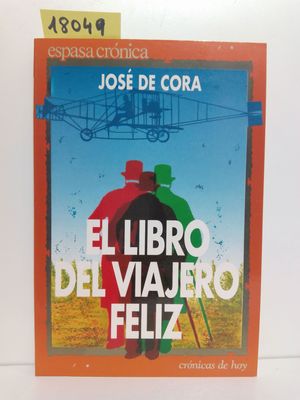 18049
espasa crónica
JOSÉ DE CORA
EL LIBRO
DEL VIAJERO
FELIZ
crónicas de hoy